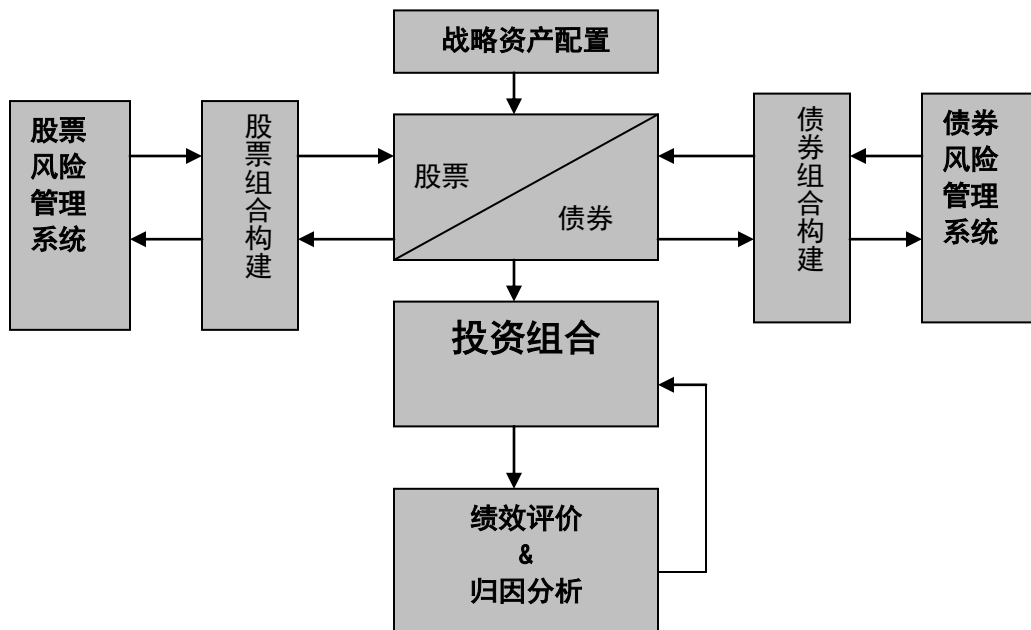 战略资产配置
股票
风险
管理
系统
股票组合构建
股票
债券
债券组合构建
债券
风险
管理
系统
投资组合
绩效评价
&
归因分析